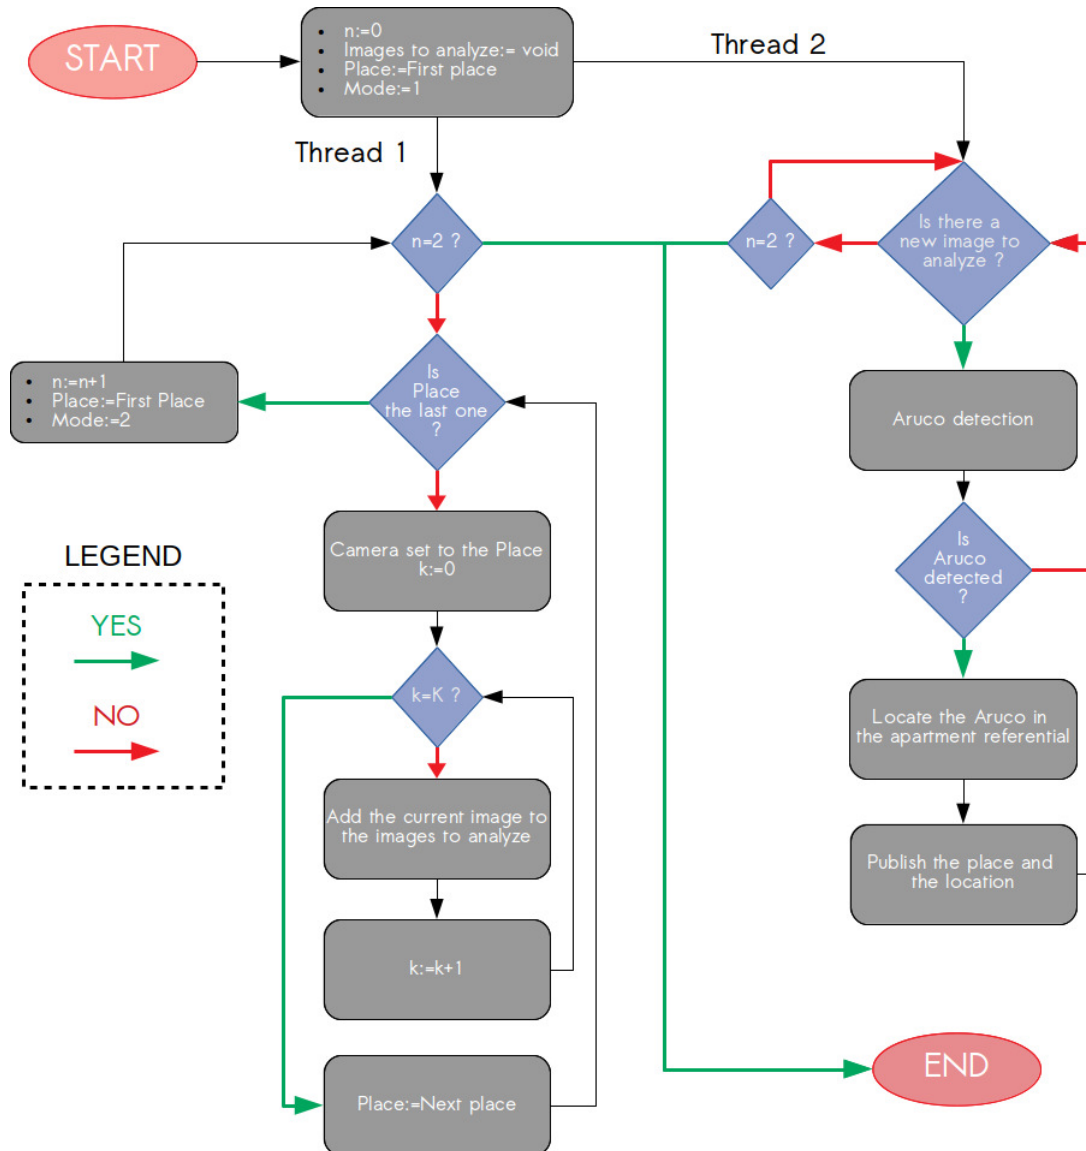 START
n:=0
Images to analyze:= void
Place:=First place
Mode:=1
Thread 2
Thread 1
n=2 ?
n=2 ?
Is there a
new image to
analyze ?
Is
Place
the last one
?
n:=n+1
Place:=First Place
Mode:=2
Aruco detection
Camera set to the Place
k:=0
Is
Aruco
detected
?
LEGEND
YES
NO
k=K ?
Locate the Aruco in
the apartment referential
Add the current image to
the images to analyze
Publish the place and
the location
k:=k+1
Place:=Next place
END